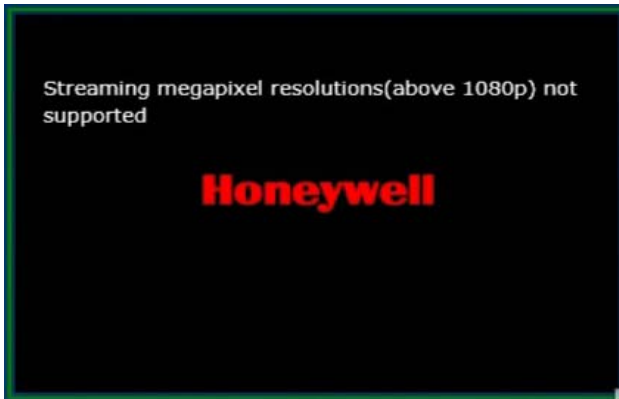 Streaming megapixel resolutions(above 1080p) not
supported
Honeywell